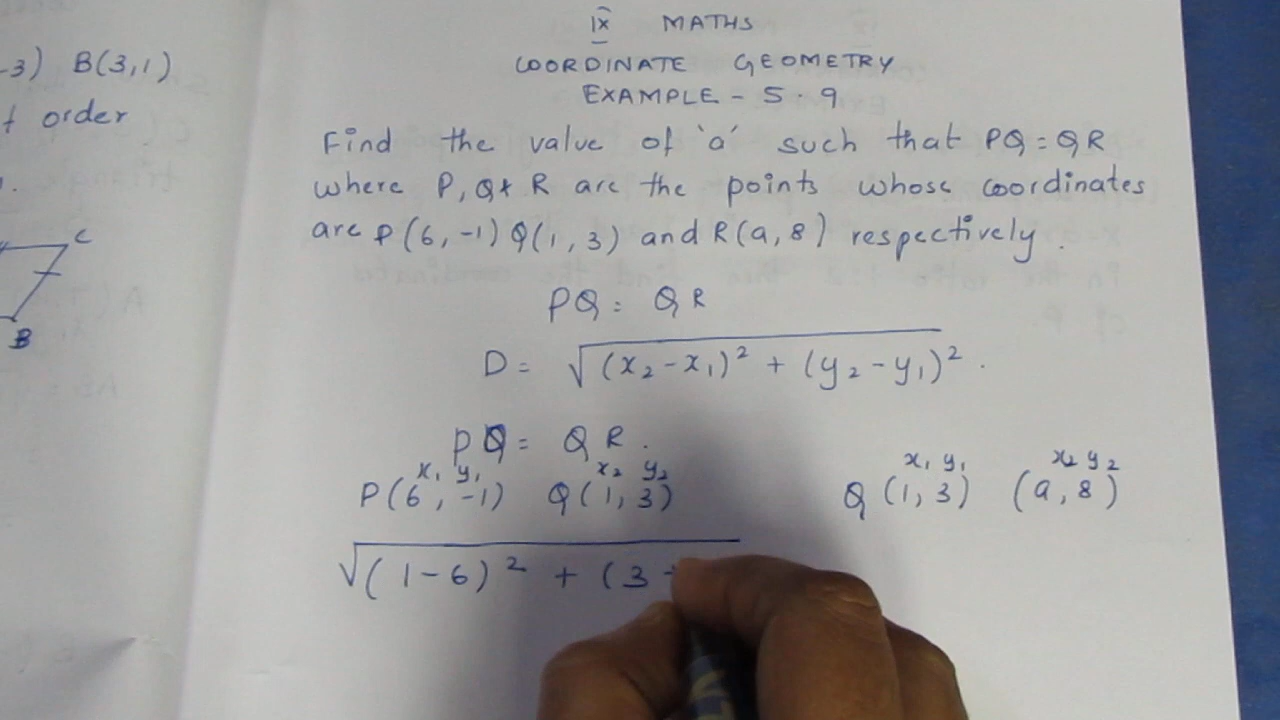 IX MATHS
COORDINATE GEOMETRY
EXAMPLE - 5.9
Find the value of 'a' such that PQ = QR
where P, Q & R are the points whose coordinates
are P(6, -1) Q(1, 3) and R(a, 8) respectively.
PQ = QR
D = √(x₂ - x₁)² + (y₂ - y₁)².
PQ = QR.
x₁ y₁ x₂ y₂
P(6, -1) Q(1, 3)
√(1-6)² + (3 +
x₁ y₁ x₂ y₂
Q(1, 3) (a, 8)
-3) B(3,1)
order
C
B